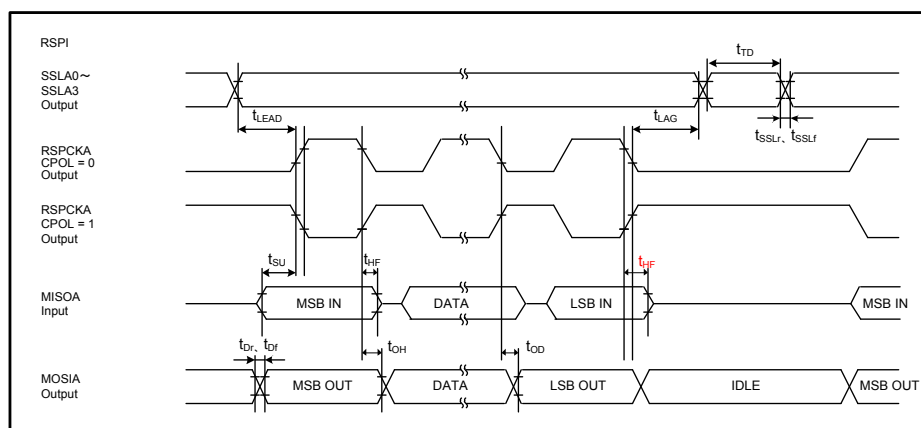 RSPI
SSLA0～
SSLA3
Output
tTD
tLEAD
tLAG
tSSLr、tSSLf
RSPCKA
CPOL = 0
Output
RSPCKA
CPOL = 1
Output
tSU
tHF
tHF
MISOA
Input
MSB IN
DATA
LSB IN
MSB IN
tDr、tDf
tOH
tOD
MOSIA
Output
MSB OUT
DATA
LSB OUT
IDLE
MSB OUT